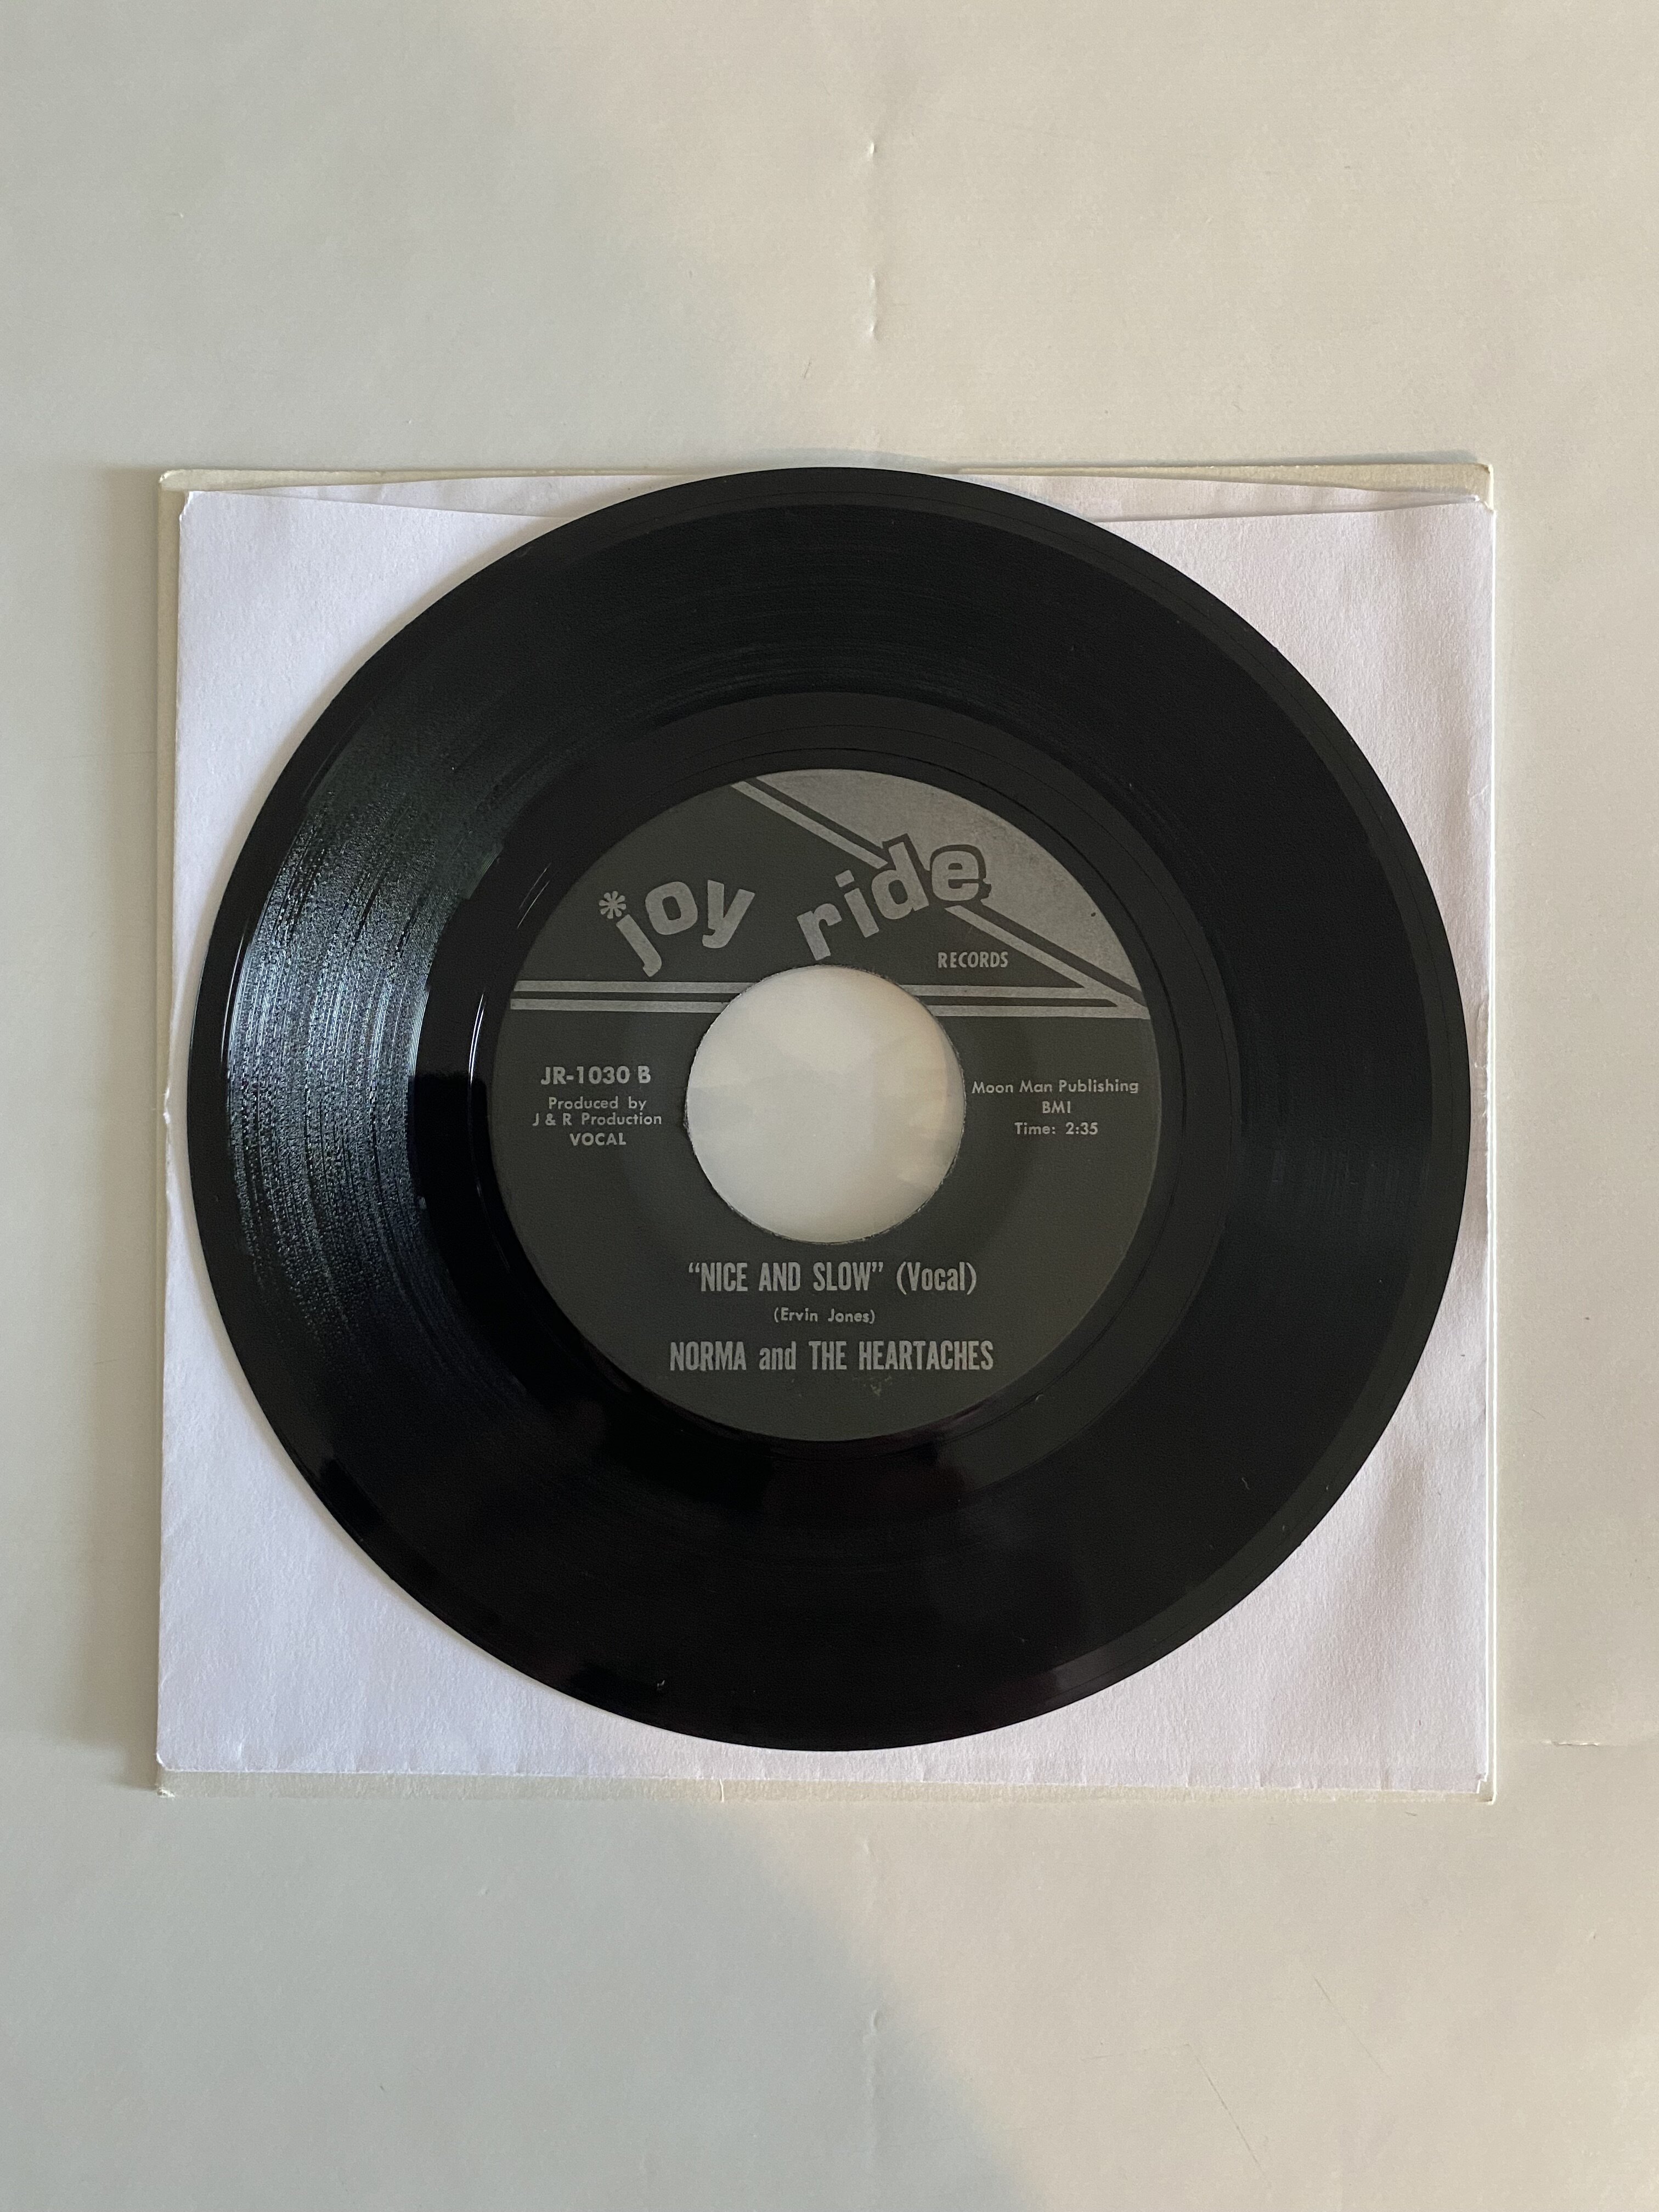 joy ride
RECORDS
JR-1030 B
Produced by
J & R Production
VOCAL
Moon Man Publishing
BMI
Time: 2:35
“NICE AND SLOW” (Vocal)
(Ervin Jones)
NORMA and THE HEARTACHES